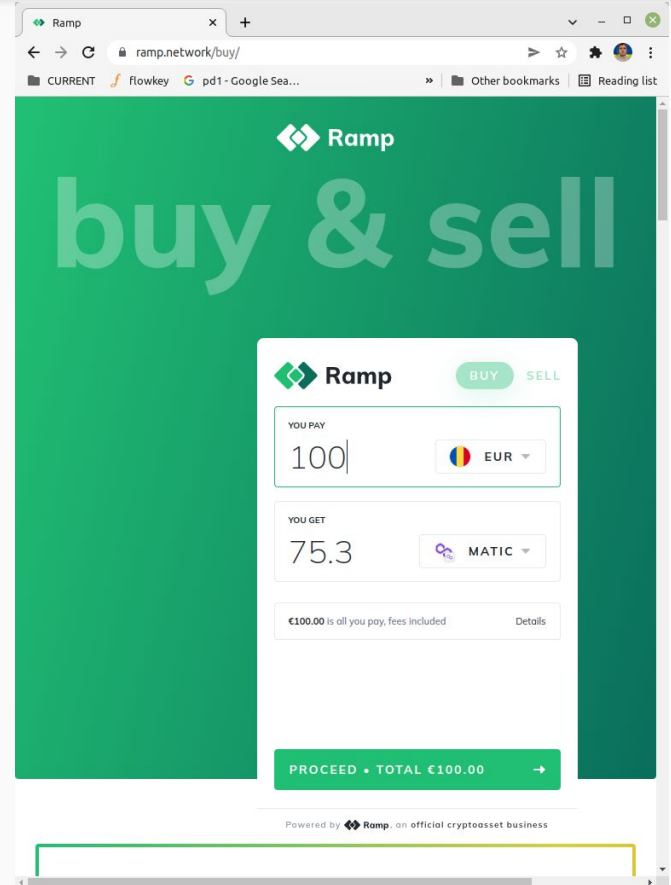 Ramp
ramp.network/buy/
CURRENT flowkey pd1 - Google Sea... » Other bookmarks Reading list
Ramp
buy & sell
Ramp BUY SELL
YOU PAY
100 EUR
YOU GET
75.3 MATIC
€100.00 is all you pay, fees included Details
PROCEED • TOTAL €100.00 →
Powered by Ramp, an official cryptoasset business